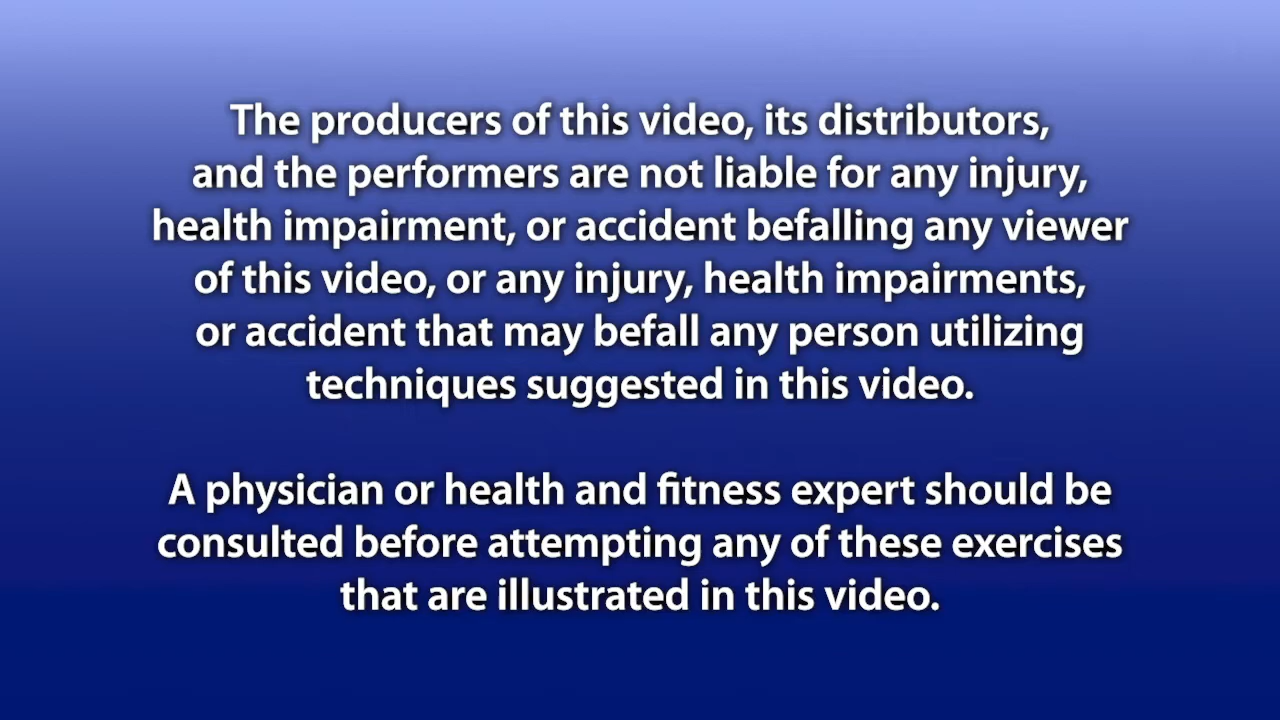 The producers of this video, its distributors,
and the performers are not liable for any injury,
health impairment, or accident befalling any viewer
of this video, or any injury, health impairments,
or accident that may befall any person utilizing
techniques suggested in this video.
A physician or health and fitness expert should be
consulted before attempting any of these exercises
that are illustrated in this video.